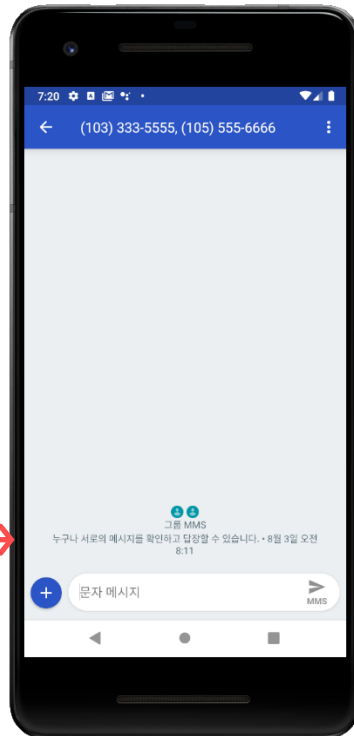 7:20
(103) 333-5555, (105) 555-6666
그룹 MMS
누구나 서로의 메시지를 확인하고 답장할 수 있습니다. • 8월 3일 오전
8:11
문자 메시지
MMS